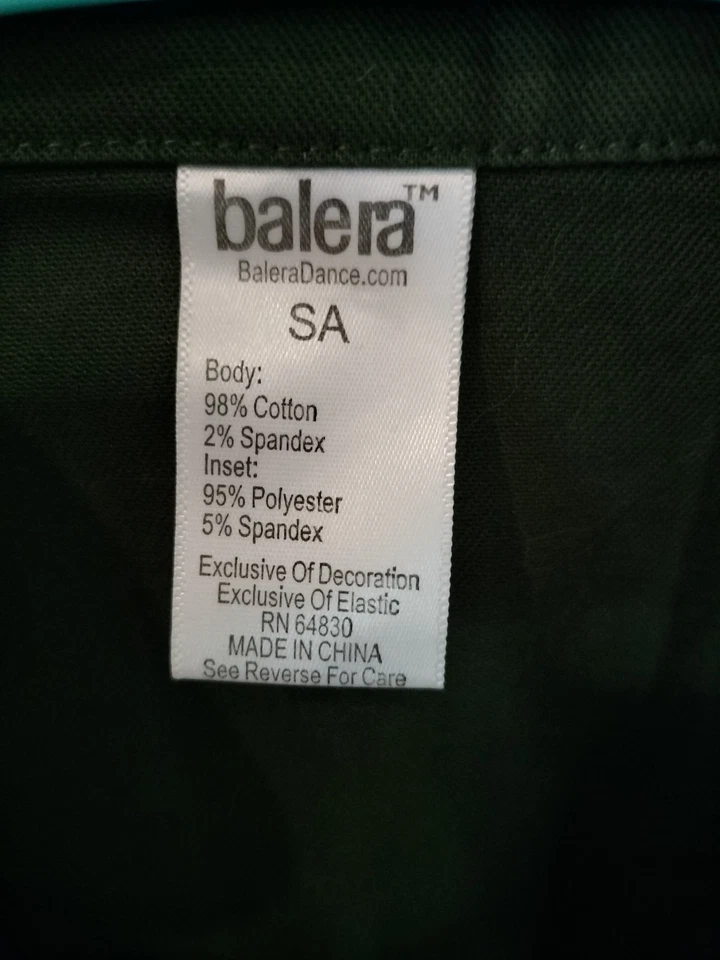 balera™
BaleraDance.com
SA
Body:
98% Cotton
2% Spandex
Inset:
95% Polyester
5% Spandex
Exclusive Of Decoration
Exclusive Of Elastic
RN 64830
MADE IN CHINA
See Reverse For Care